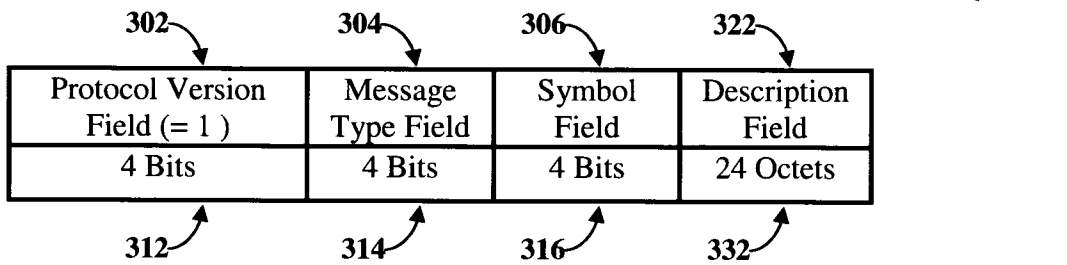 302 304 306 322
Protocol Version Message Symbol Description
Field (= 1 ) Type Field Field Field
4 Bits 4 Bits 4 Bits 24 Octets
312 314 316 332